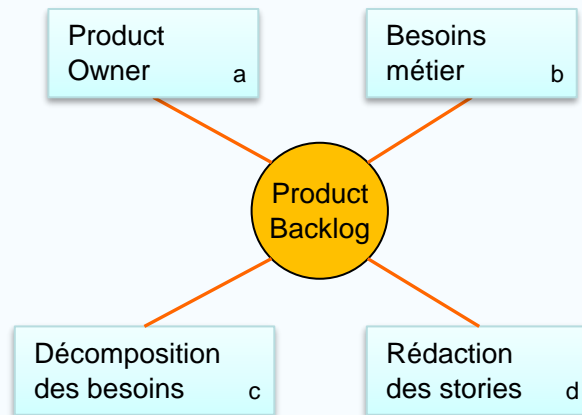 Product
Owner a
Besoins
métier b
Product
Backlog
Décomposition
des besoins c
Rédaction
des stories d